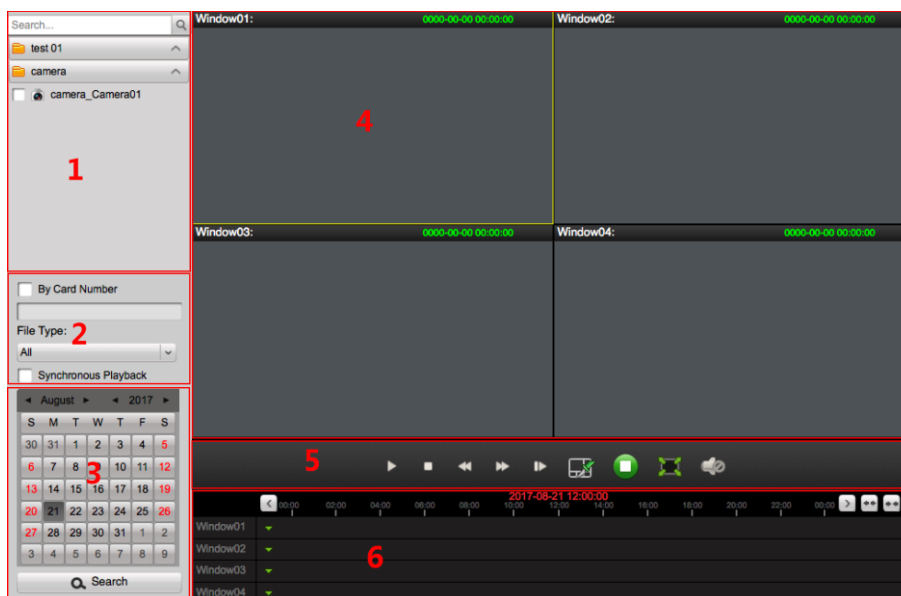 Search...
test 01
camera
camera_Camera01
1
By Card Number
File Type:
2
All
Synchronous Playback
August 2017
S M T W T F S
30 31 1 2 3 4 5
6 7 8 9 10 11 12
3
13 14 15 16 17 18 19
20 21 22 23 24 25 26
27 28 29 30 31 1 2
3 4 5 6 7 8 9
Search
Window01: 0000-00-00 00:00:00
Window02: 0000-00-00 00:00:00
4
Window03: 0000-00-00 00:00:00
Window04: 0000-00-00 00:00:00
5
2017-08-21 12:00:00
00:00 02:00 04:00 06:00 08:00 10:00 12:00 14:00 16:00 18:00 20:00 22:00 00:00
Window01
Window02
6
Window03
Window04